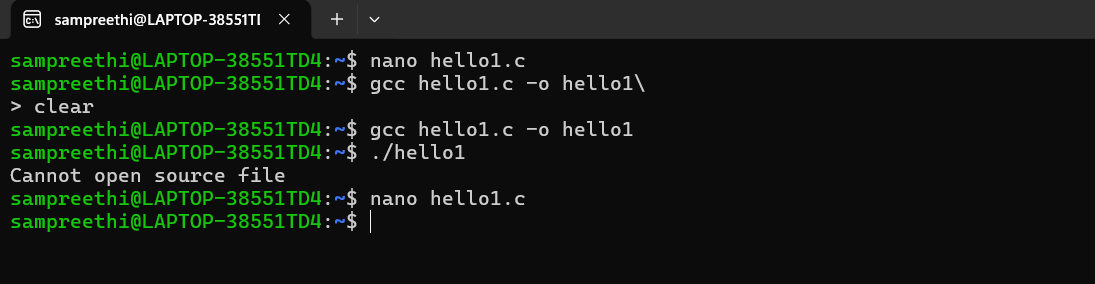 sampreethi@LAPTOP-38551TI
sampreethi@LAPTOP-38551TD4:~$ nano hello1.c
sampreethi@LAPTOP-38551TD4:~$ gcc hello1.c -o hello1\
> clear
sampreethi@LAPTOP-38551TD4:~$ gcc hello1.c -o hello1
sampreethi@LAPTOP-38551TD4:~$ ./hello1
Cannot open source file
sampreethi@LAPTOP-38551TD4:~$ nano hello1.c
sampreethi@LAPTOP-38551TD4:~$